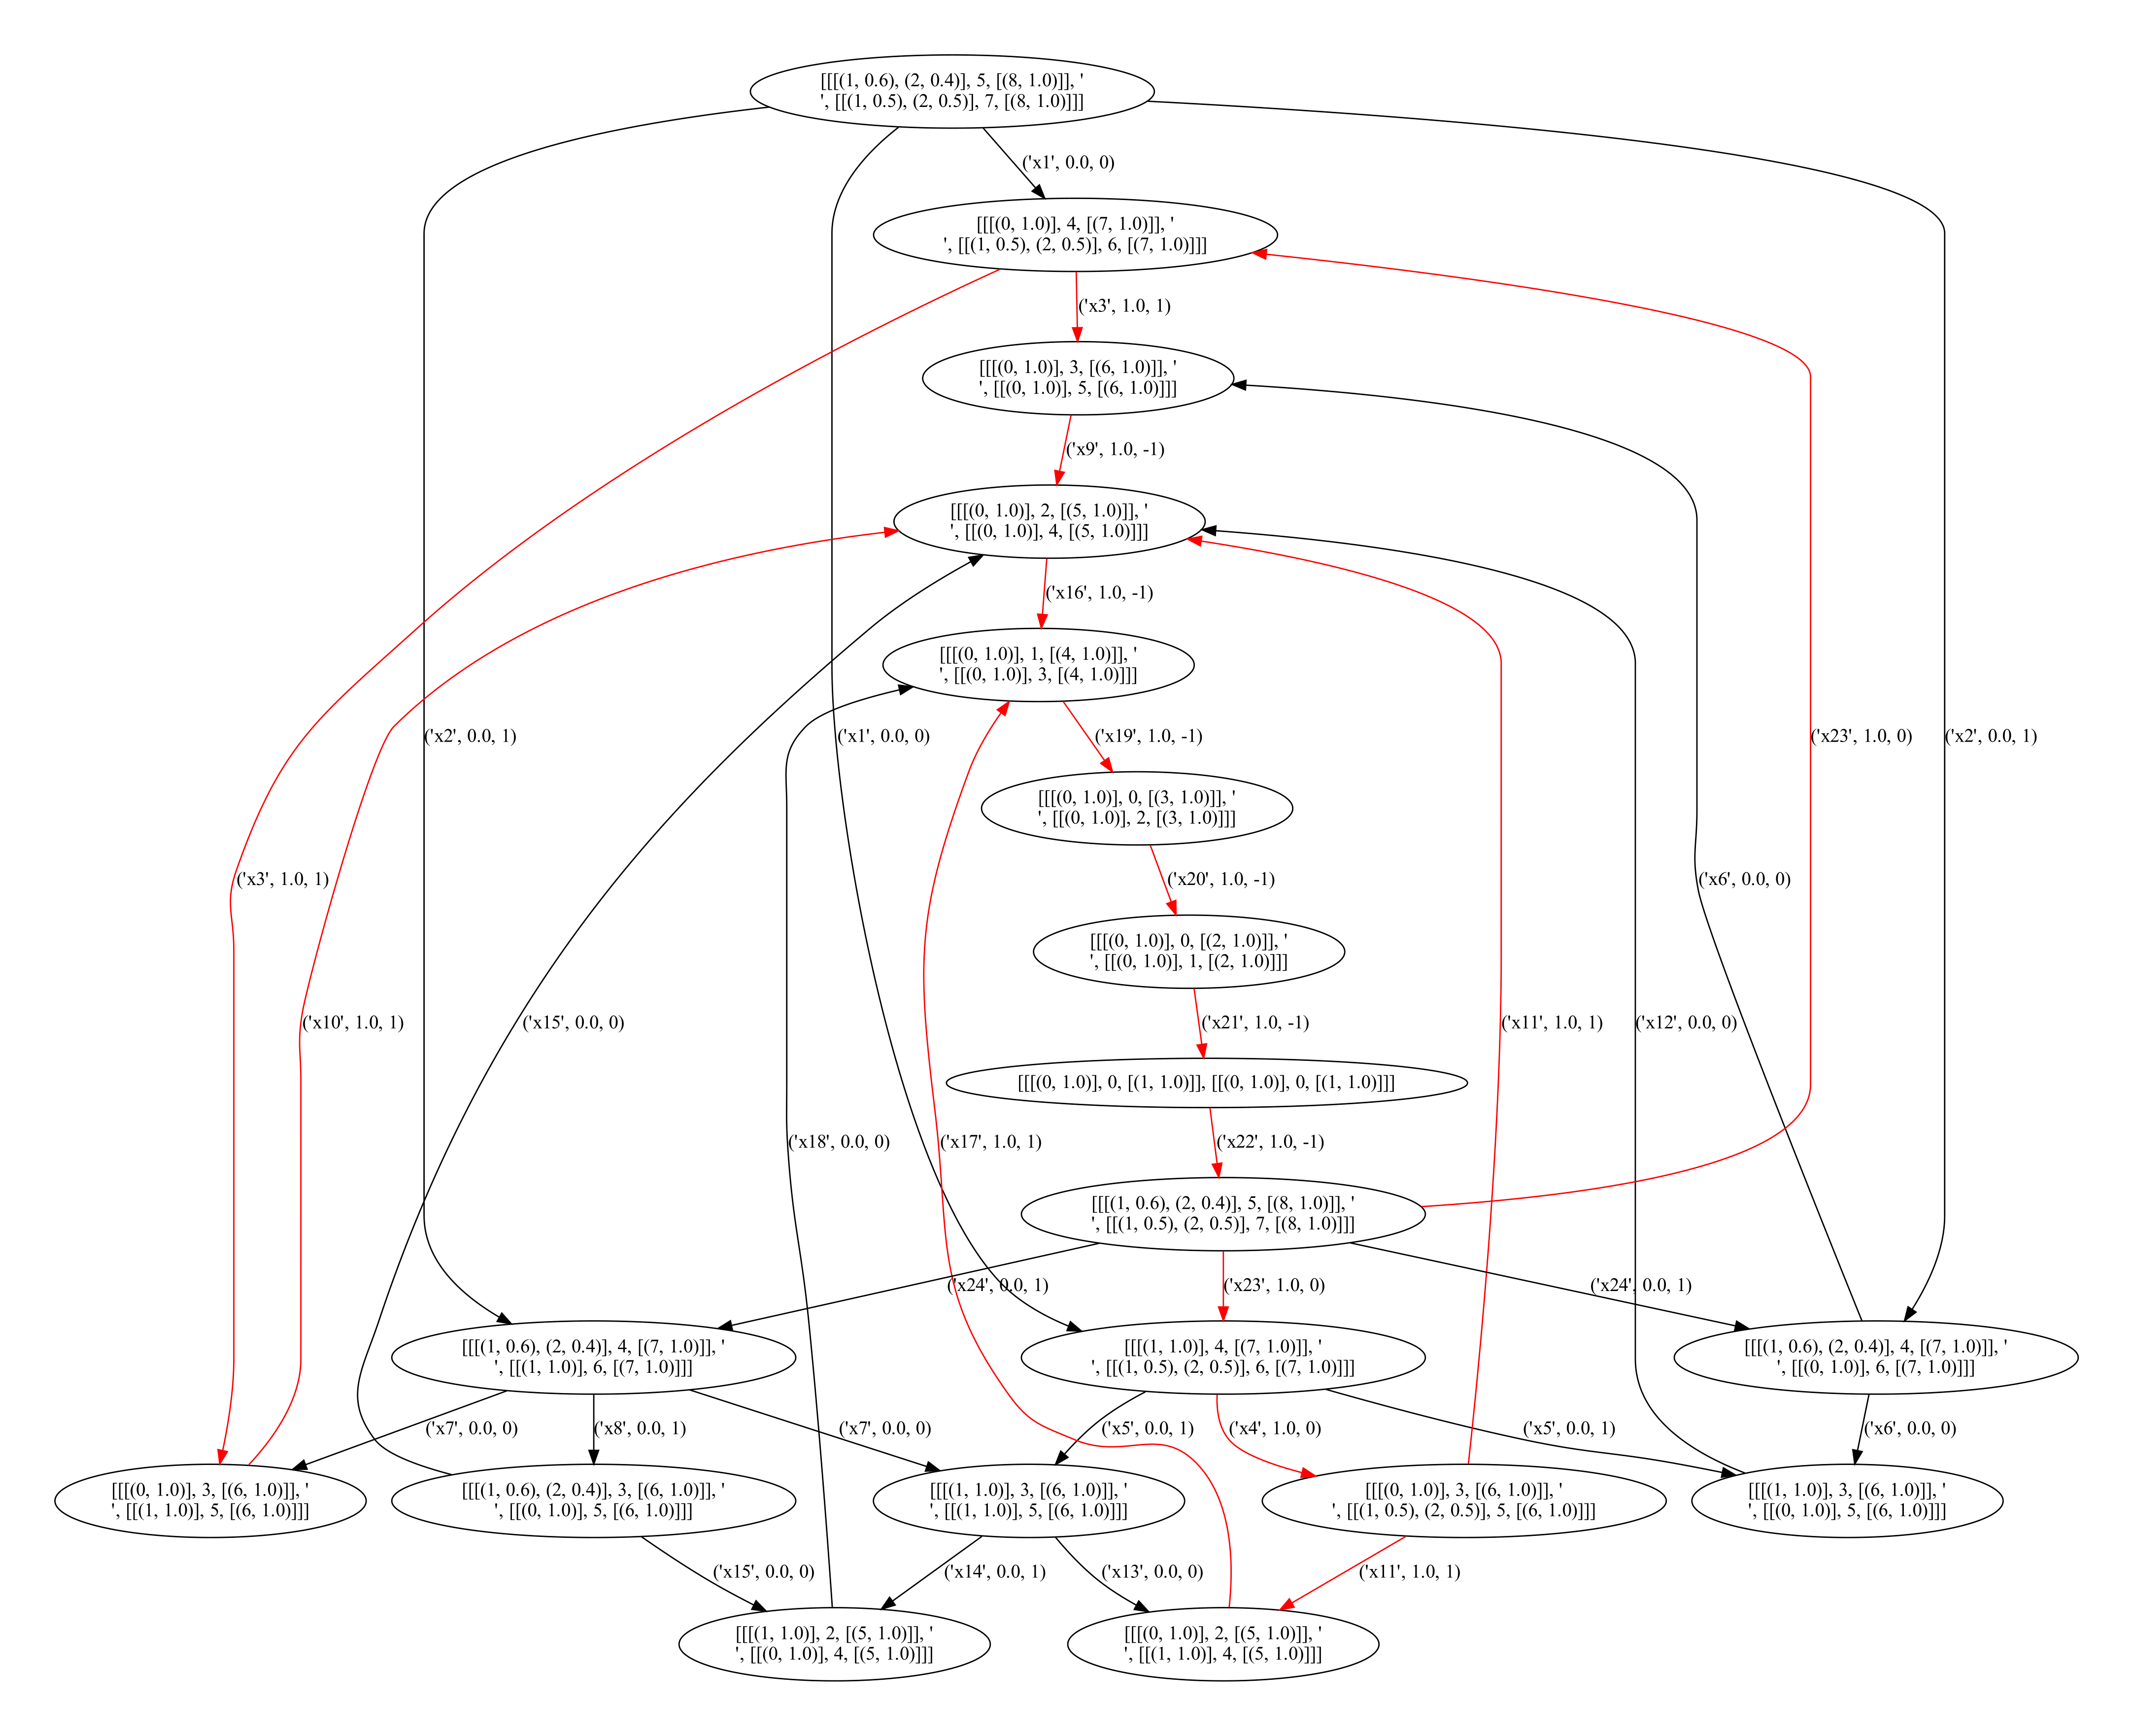 [[[(1, 0.6), (2, 0.4)], 5, [(8, 1.0)]], '
', [[(1, 0.5), (2, 0.5)], 7, [(8, 1.0)]]]
('x1', 0.0, 0)
[[[(0, 1.0)], 4, [(7, 1.0)]], '
', [[(1, 0.5), (2, 0.5)], 6, [(7, 1.0)]]]
('x3', 1.0, 1)
[[[(0, 1.0)], 3, [(6, 1.0)]], '
', [[(0, 1.0)], 5, [(6, 1.0)]]]
('x9', 1.0, -1)
[[[(0, 1.0)], 2, [(5, 1.0)]], '
', [[(0, 1.0)], 4, [(5, 1.0)]]]
('x16', 1.0, -1)
[[[(0, 1.0)], 1, [(4, 1.0)]], '
', [[(0, 1.0)], 3, [(4, 1.0)]]]
('x2', 0.0, 1)
('x1', 0.0, 0)
('x19', 1.0, -1)
('x23', 1.0, 0)
('x2', 0.0, 1)
[[[(0, 1.0)], 0, [(3, 1.0)]], '
', [[(0, 1.0)], 2, [(3, 1.0)]]]
('x3', 1.0, 1)
('x20', 1.0, -1)
('x6', 0.0, 0)
[[[(0, 1.0)], 0, [(2, 1.0)]], '
', [[(0, 1.0)], 1, [(2, 1.0)]]]
('x10', 1.0, 1)
('x15', 0.0, 0)
('x21', 1.0, -1)
('x11', 1.0, 1)
('x12', 0.0, 0)
[[[(0, 1.0)], 0, [(1, 1.0)]], [[(0, 1.0)], 0, [(1, 1.0)]]]
('x18', 0.0, 0)
('x17', 1.0, 1)
('x22', 1.0, -1)
[[[(1, 0.6), (2, 0.4)], 5, [(8, 1.0)]], '
', [[(1, 0.5), (2, 0.5)], 7, [(8, 1.0)]]]
('x24', 0.0, 1)
('x23', 1.0, 0)
('x24', 0.0, 1)
[[[(1, 0.6), (2, 0.4)], 4, [(7, 1.0)]], '
', [[(1, 1.0)], 6, [(7, 1.0)]]]
[[[(1, 1.0)], 4, [(7, 1.0)]], '
', [[(1, 0.5), (2, 0.5)], 6, [(7, 1.0)]]]
[[[(1, 0.6), (2, 0.4)], 4, [(7, 1.0)]], '
', [[(0, 1.0)], 6, [(7, 1.0)]]]
('x7', 0.0, 0)
('x8', 0.0, 1)
('x7', 0.0, 0)
('x5', 0.0, 1)
('x4', 1.0, 0)
('x5', 0.0, 1)
('x6', 0.0, 0)
[[[(0, 1.0)], 3, [(6, 1.0)]], '
', [[(1, 1.0)], 5, [(6, 1.0)]]]
[[[(1, 0.6), (2, 0.4)], 3, [(6, 1.0)]], '
', [[(0, 1.0)], 5, [(6, 1.0)]]]
[[[(1, 1.0)], 3, [(6, 1.0)]], '
', [[(1, 1.0)], 5, [(6, 1.0)]]]
[[[(0, 1.0)], 3, [(6, 1.0)]], '
', [[(1, 0.5), (2, 0.5)], 5, [(6, 1.0)]]]
[[[(1, 1.0)], 3, [(6, 1.0)]], '
', [[(0, 1.0)], 5, [(6, 1.0)]]]
('x15', 0.0, 0)
('x14', 0.0, 1)
('x13', 0.0, 0)
('x11', 1.0, 1)
[[[(1, 1.0)], 2, [(5, 1.0)]], '
', [[(0, 1.0)], 4, [(5, 1.0)]]]
[[[(0, 1.0)], 2, [(5, 1.0)]], '
', [[(1, 1.0)], 4, [(5, 1.0)]]]